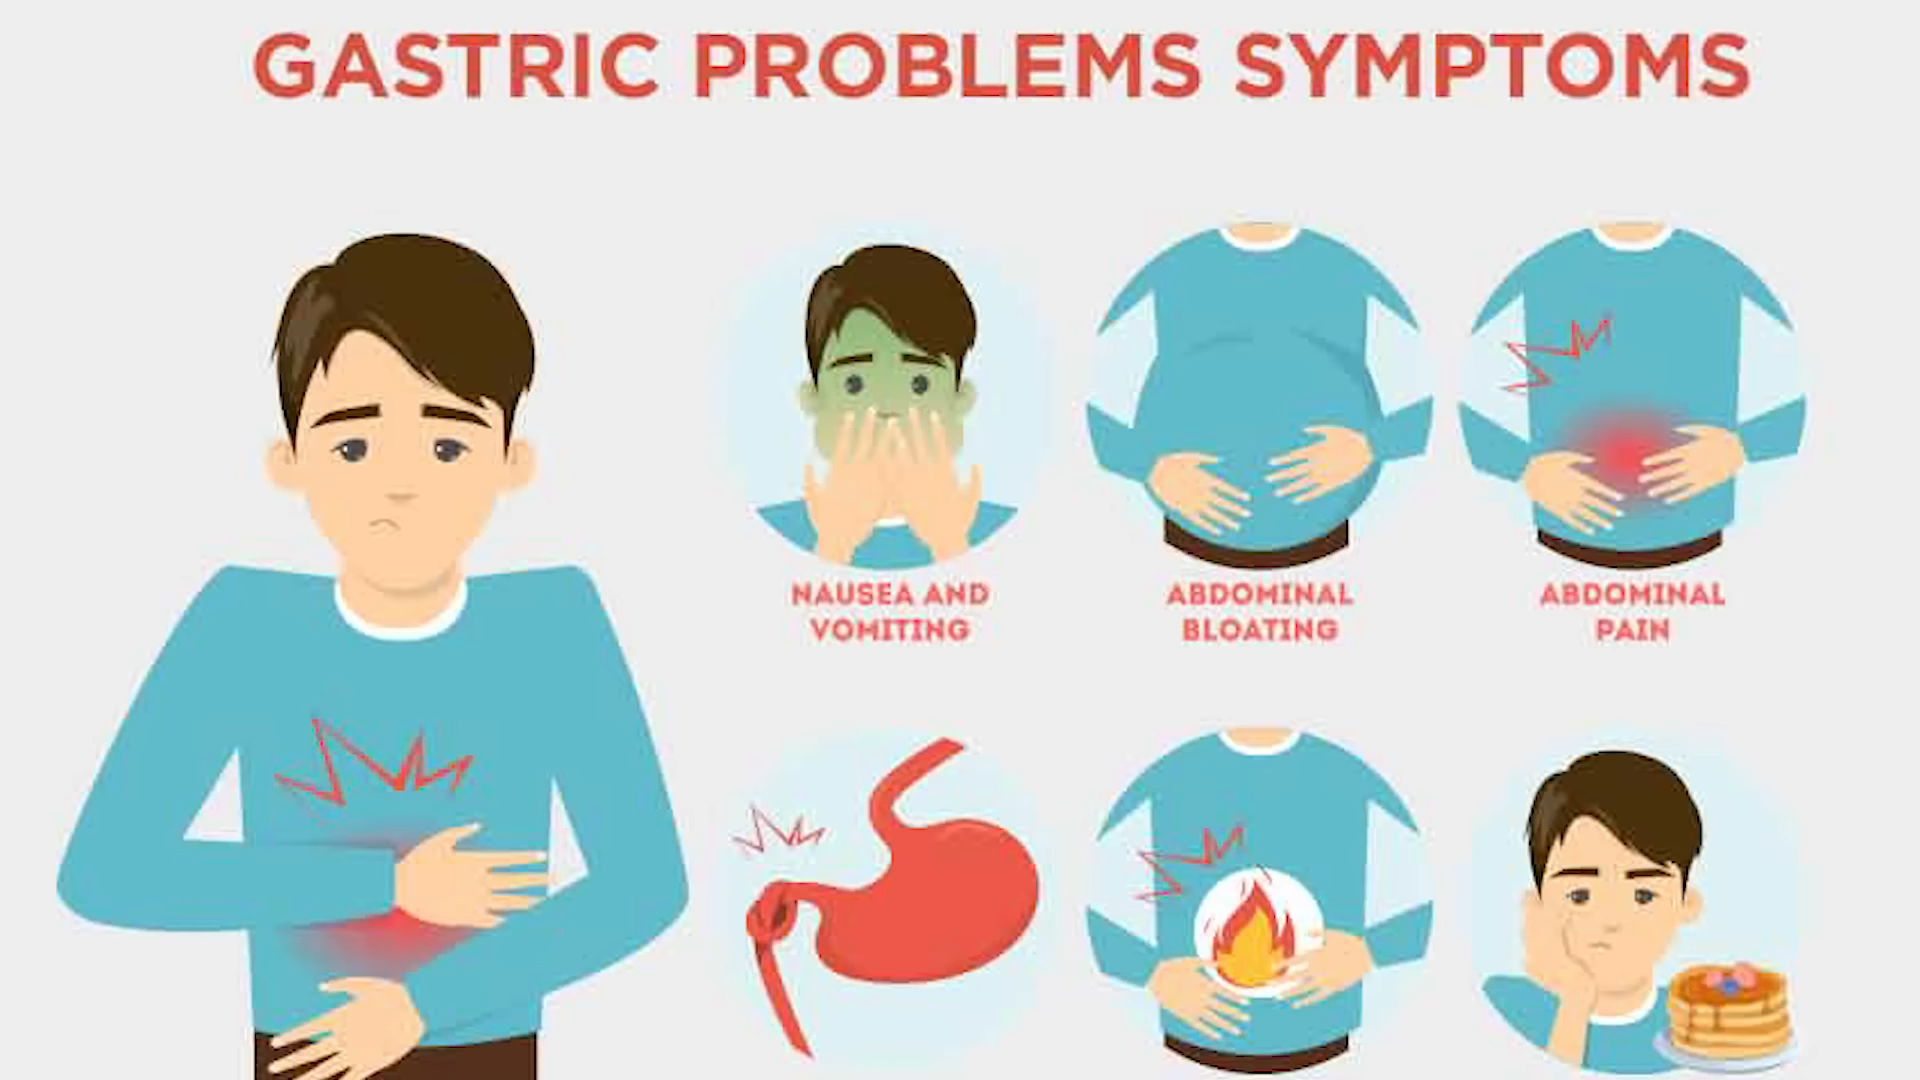 GASTRIC PROBLEMS SYMPTOMS
NAUSEA AND
VOMITING
ABDOMINAL
BLOATING
ABDOMINAL
PAIN